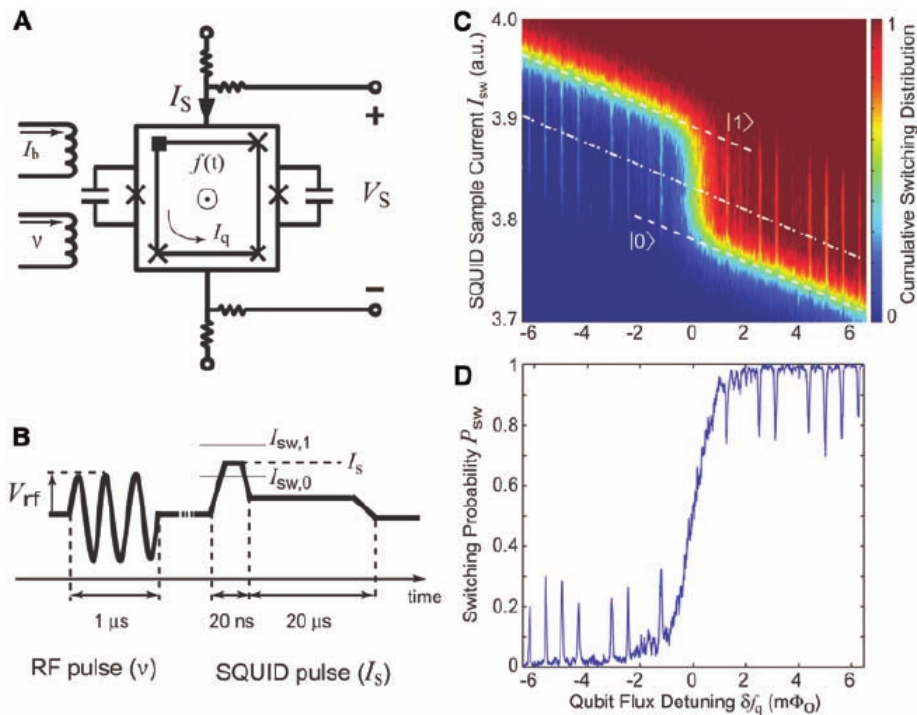 A
I_S
+
I_b
f(t)
V_S
ν
I_q
−
B
I_sw,1
I_s
V_rf
I_sw,0
time
1 μs
20 ns
20 μs
RF pulse (ν)
SQUID pulse (I_S)
C
SQUID Sample Current I_sw (a.u.)
4.0
3.9
3.8
3.7
|1⟩
|0⟩
-6 -4 -2 0 2 4 6
1
0
Cumulative Switching Distribution
D
Switching Probability P_sw
1
0.8
0.6
0.4
0.2
0
-6 -4 -2 0 2 4 6
Qubit Flux Detuning δf_q (mΦ_O)